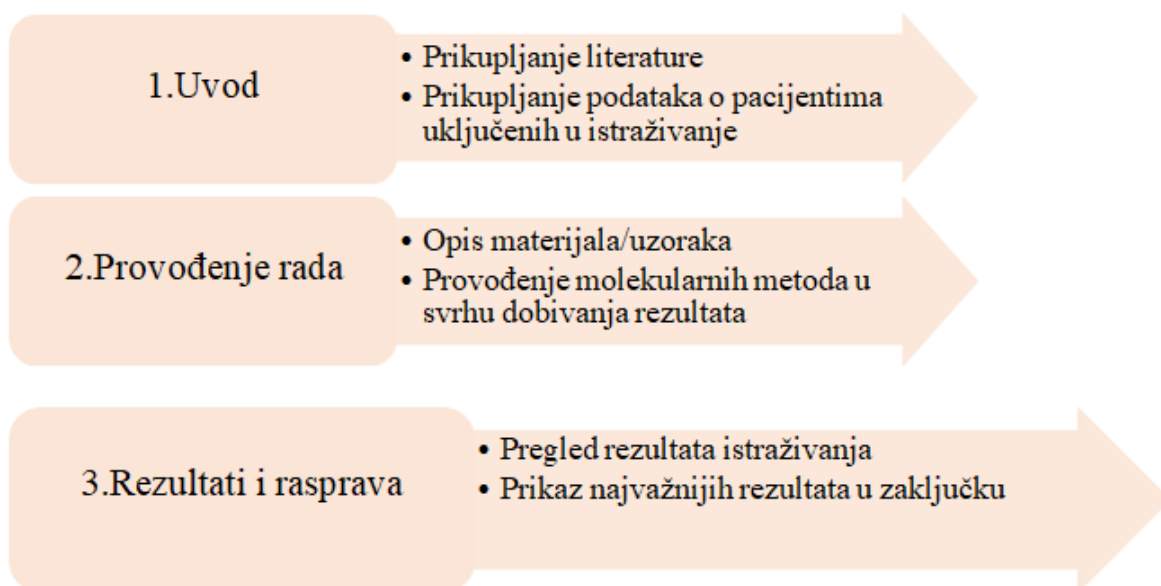 1.Uvod
• Prikupljanje literature
• Prikupljanje podataka o pacijentima
uključenih u istraživanje
2.Provođenje rada
• Opis materijala/uzoraka
• Provođenje molekularnih metoda u
svrhu dobivanja rezultata
3.Rezultati i rasprava
• Pregled rezultata istraživanja
• Prikaz najvažnijih rezultata u zaključku